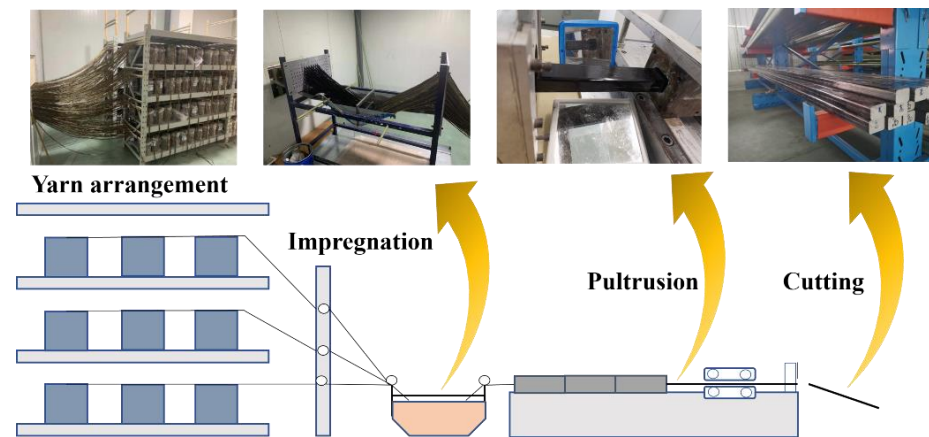 Yarn arrangement
Impregnation
Pultrusion
Cutting